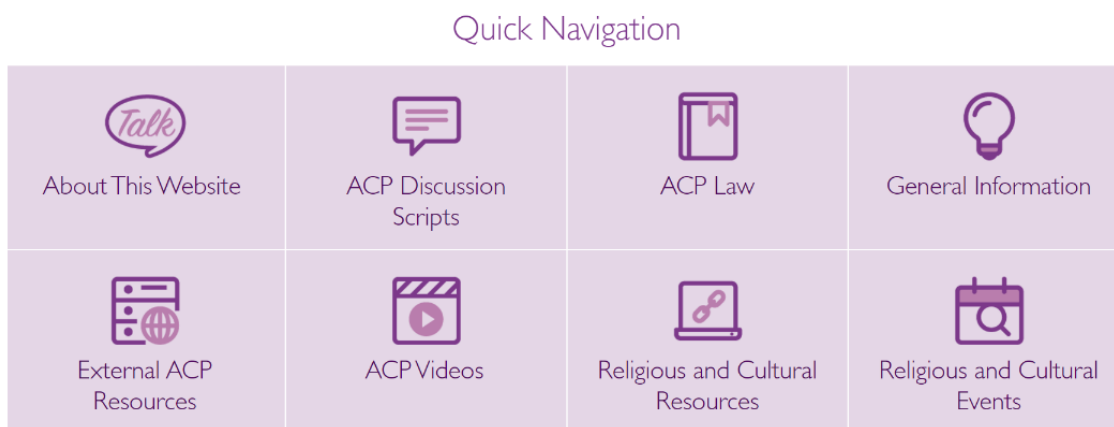 Quick Navigation
Talk
About This Website
ACP Discussion
Scripts
ACP Law
General Information
External ACP
Resources
ACP Videos
Religious and Cultural
Resources
Religious and Cultural
Events